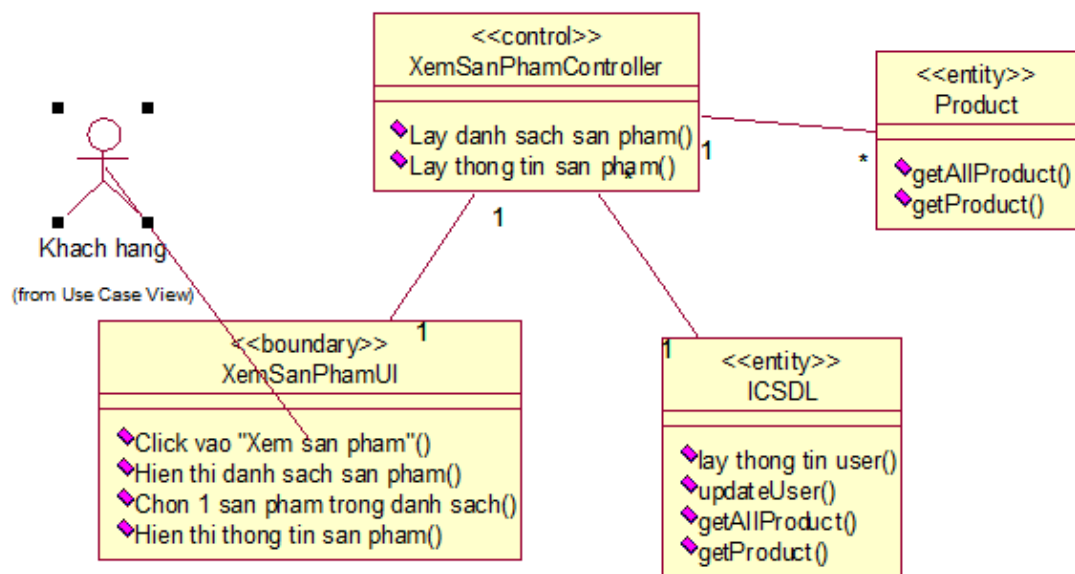 <<control>>
XemSanPhamController
Lay danh sach san pham()
Lay thong tin san pham()
*
1
1
<<entity>>
Product
*
getAllProduct()
getProduct()
Khach hang
(from Use Case View)
<<boundary>>
1
XemSanPhamUI
Click vao "Xem san pham"()
Hien thi danh sach san pham()
Chon 1 san pham trong danh sach()
Hien thi thong tin san pham()
1
<<entity>>
ICSDL
lay thong tin user()
updateUser()
getAllProduct()
getProduct()